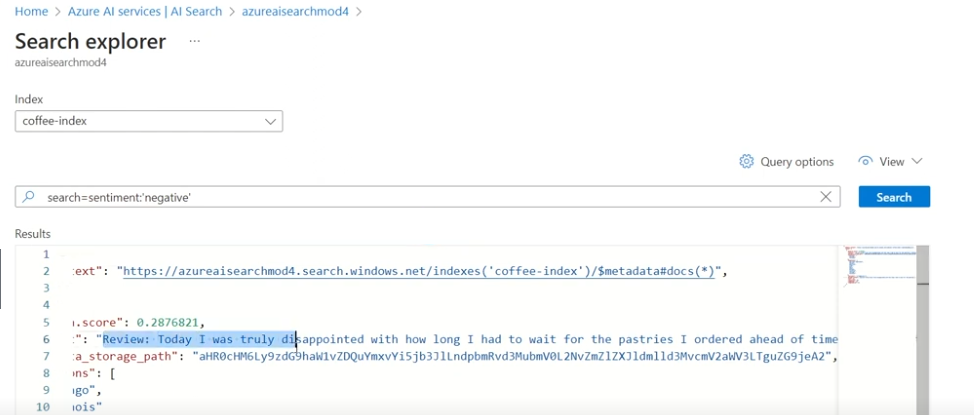 Home > Azure AI services | AI Search > azureaisearchmod4 >
Search explorer ...
azureaisearchmod4
Index
coffee-index
Query options View
search=sentiment:'negative'
Search
Results
1
2 text": "https://azureaisearchmod4.search.windows.net/indexes('coffee-index')/$metadata#docs(*)",
3
4
5 h.score": 0.2876821,
6 t": "Review: Today I was truly disappointed with how long I had to wait for the pastries I ordered ahead of time
7 ta_storage_path":
8 ons": [
9 ago",
10 nois"